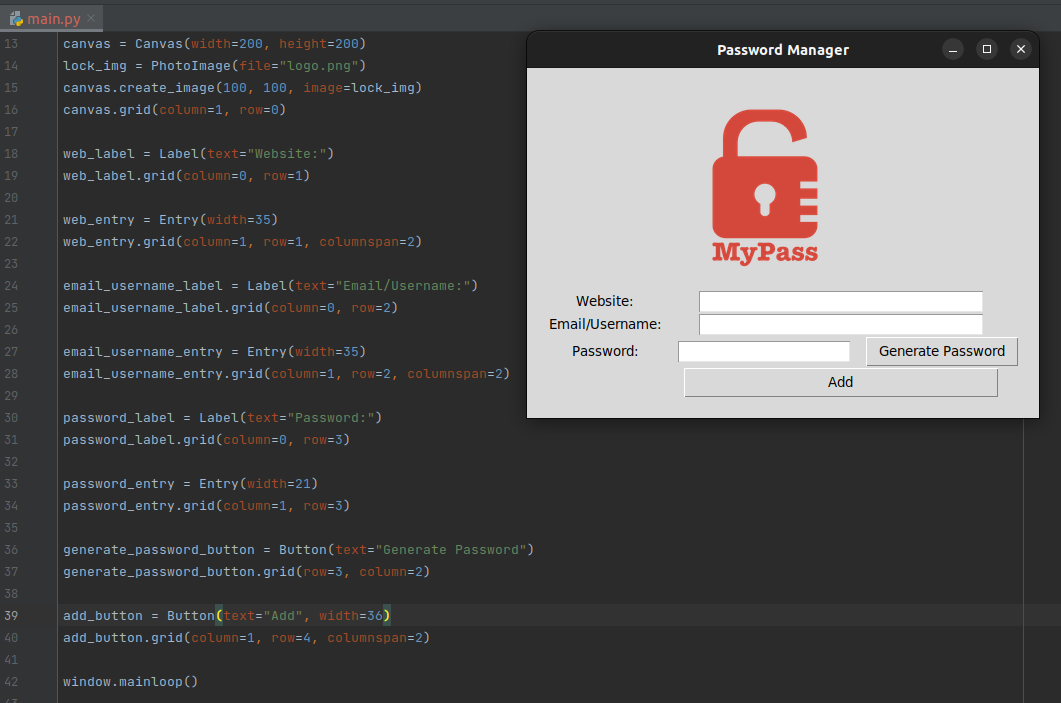 main.py
13 canvas = Canvas(width=200, height=200)
14 lock_img = PhotoImage(file="logo.png")
15 canvas.create_image(100, 100, image=lock_img)
16 canvas.grid(column=1, row=0)
17
18 web_label = Label(text="Website:")
19 web_label.grid(column=0, row=1)
20
21 web_entry = Entry(width=35)
22 web_entry.grid(column=1, row=1, columnspan=2)
23
24 email_username_label = Label(text="Email/Username:")
25 email_username_label.grid(column=0, row=2)
26
27 email_username_entry = Entry(width=35)
28 email_username_entry.grid(column=1, row=2, columnspan=2)
29
30 password_label = Label(text="Password:")
31 password_label.grid(column=0, row=3)
32
33 password_entry = Entry(width=21)
34 password_entry.grid(column=1, row=3)
35
36 generate_password_button = Button(text="Generate Password")
37 generate_password_button.grid(row=3, column=2)
38
39 add_button = Button(text="Add", width=36)
40 add_button.grid(column=1, row=4, columnspan=2)
41
42 window.mainloop()
Password Manager
MyPass
Website:
Email/Username:
Password: Generate Password
Add